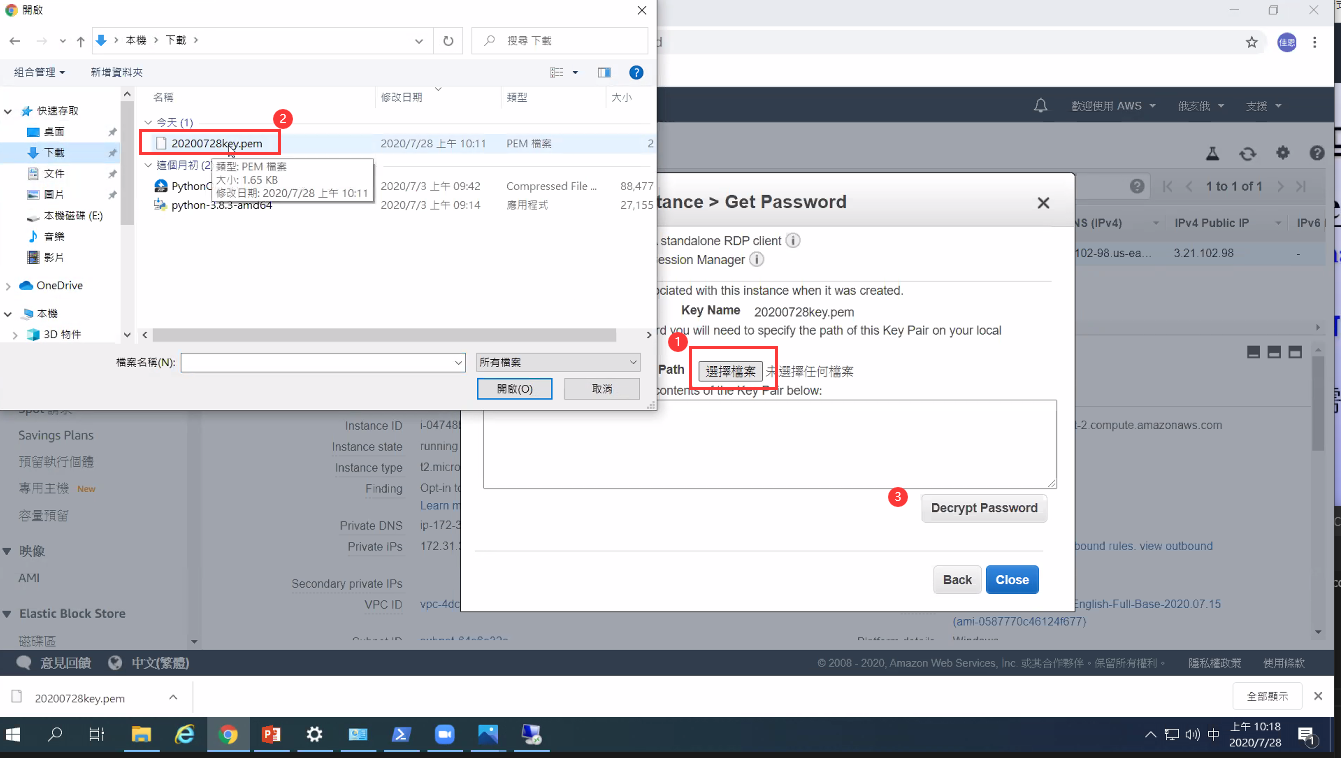 開啟
本機 > 下載 >
搜尋 下載
組合管理
新增資料夾
名稱
修改日期
類型
大小
快速存取
桌面
下載
文件
圖片
本機磁碟 (E:)
音樂
影片
OneDrive
本機
3D 物件
今天 (1)
2
20200728key.pem
2020/7/28 上午 10:11
PEM 檔案
2
這個月初 (2
類型: PEM 檔案
大小: 1.65 KB
修改日期: 2020/7/28 上午 10:11
PythonC
2020/7/3 上午 09:42
Compressed File ...
88,477
python-3.8.3-amd64
2020/7/3 上午 09:14
應用程式
27,155
檔案名稱(N):
所有檔案
開啟(O)
取消
佳恩
歡迎使用 AWS
俄亥俄
支援
1 to 1 of 1
NS (IPv4)
IPv4 Public IP
IPv6
102-98.us-ea...
3.21.102.98
-
tance > Get Password
standalone RDP client
ession Manager
ociated with this instance when it was created.
Key Name
20200728key.pem
rd you will need to specify the path of this Key Pair on your local
1
Path
選擇檔案
未選擇任何檔案
contents of the Key Pair below:
3
Decrypt Password
Back
Close
Spot 請求
Savings Plans
預留執行個體
專用主機 New
容量預留
映像
AMI
Elastic Block Store
磁碟區
Instance ID
i-04748
Instance state
running
Instance type
t2.micro
Finding
Opt-in to
Learn m
Private DNS
ip-172-3
Private IPs
172.31.2
Secondary private IPs
VPC ID
vpc-4dc
Subnet ID
t-2.compute.amazonaws.com
bound rules. view outbound
English-Full-Base-2020.07.15
(ami-0587770c46124f677)
Platform details
Windows
意見回饋
中文(繁體)
© 2008 - 2020, Amazon Web Services, Inc. 或其合作夥伴。保留所有權利。
隱私權政策
使用條款
20200728key.pem
全部顯示
中
上午 10:18
2020/7/28
1